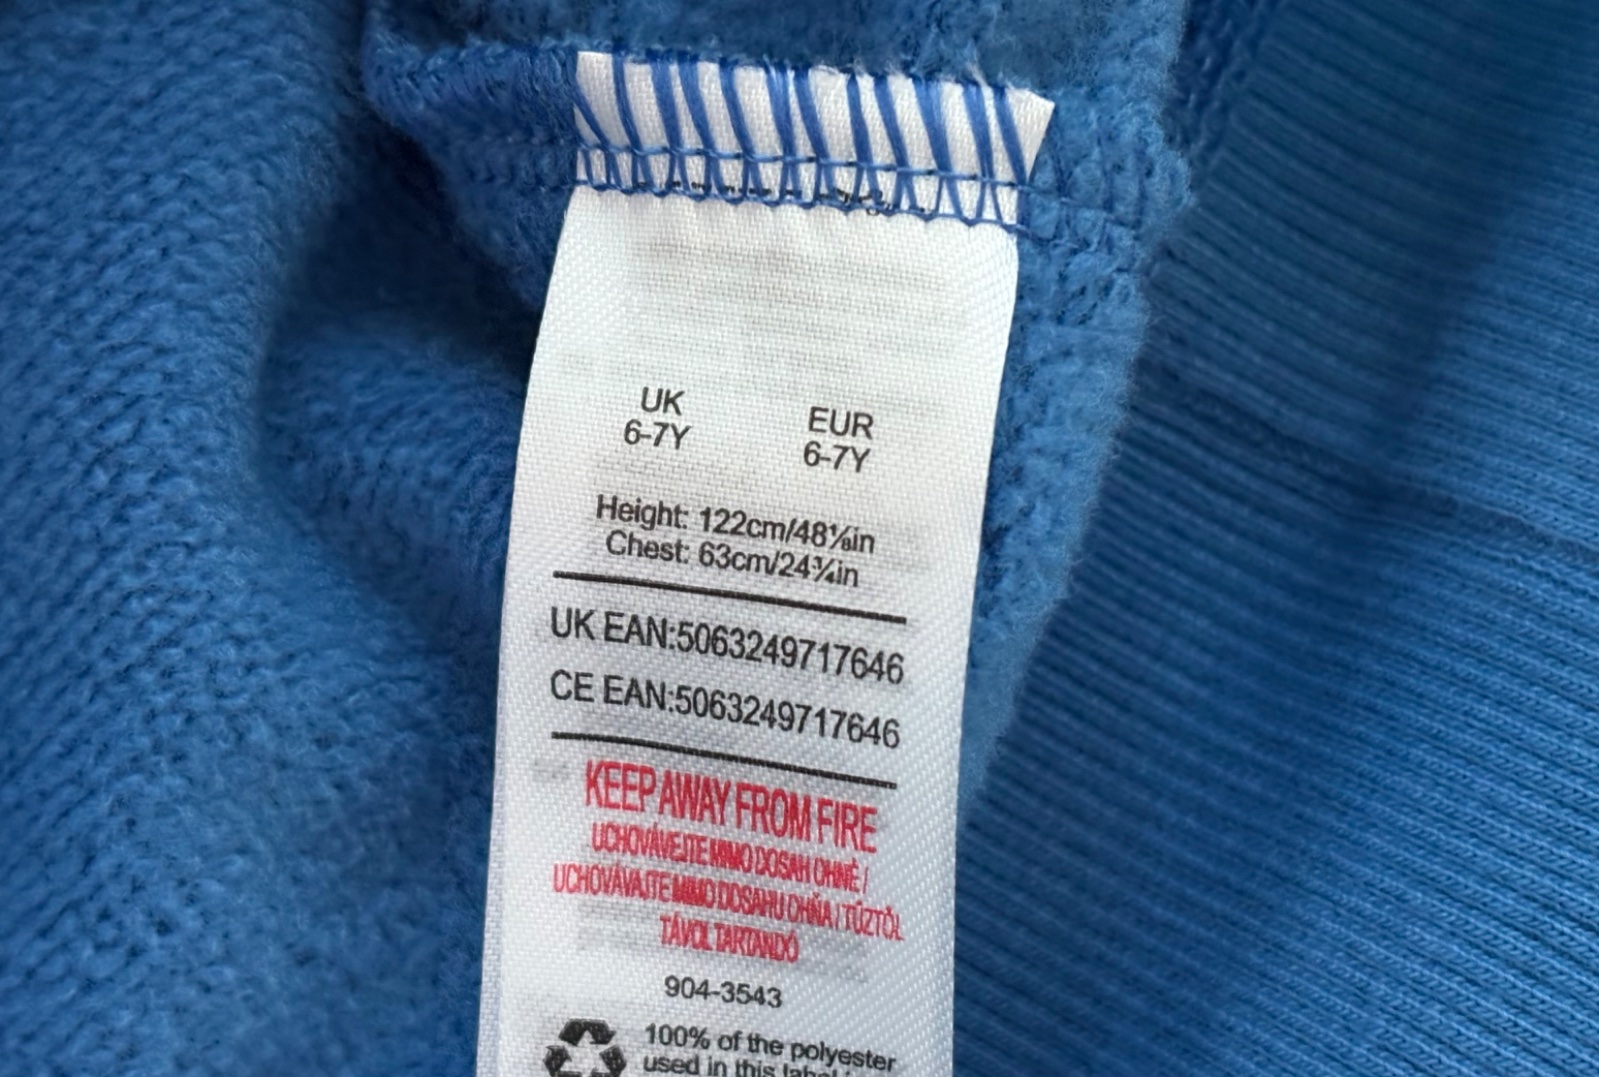 UK
6-7Y
EUR
6-7Y
Height: 122cm/48⅛in
Chest: 63cm/24¾in
UK EAN:5063249717646
CE EAN:5063249717646
KEEP AWAY FROM FIRE
UCHOVÁVEJTE MIMO DOSAH OHNĚ /
UCHOVÁVAJTE MIMO DOSAHU OHŇA / TŰZTŐL
TÁVOL TARTANDÓ
904-3543
100% of the polyester
used in this label